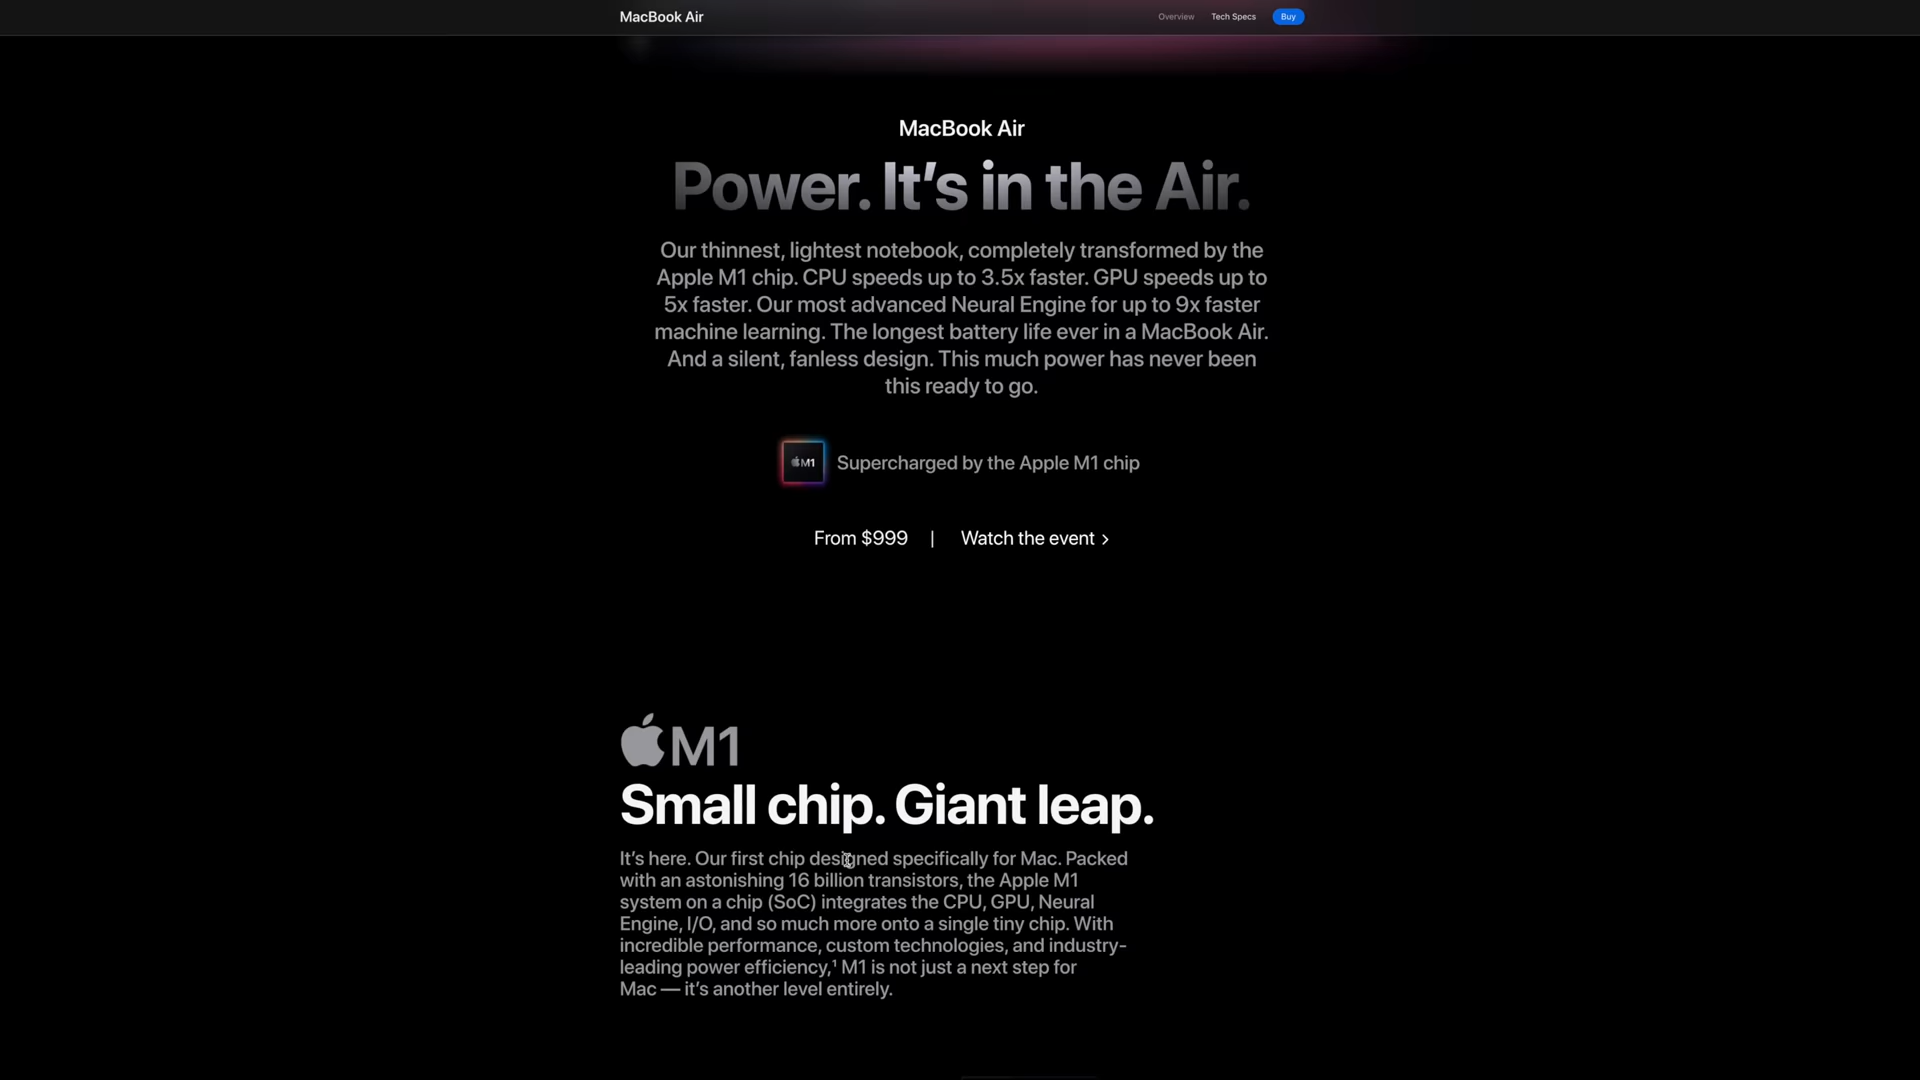 MacBook Air
Overview
Tech Specs
Buy
MacBook Air
Power. It’s in the Air.
Our thinnest, lightest notebook, completely transformed by the
Apple M1 chip. CPU speeds up to 3.5x faster. GPU speeds up to
5x faster. Our most advanced Neural Engine for up to 9x faster
machine learning. The longest battery life ever in a MacBook Air.
And a silent, fanless design. This much power has never been
this ready to go.
M1
Supercharged by the Apple M1 chip
From $999 | Watch the event >
M1
Small chip. Giant leap.
It’s here. Our first chip designed specifically for Mac. Packed
with an astonishing 16 billion transistors, the Apple M1
system on a chip (SoC) integrates the CPU, GPU, Neural
Engine, I/O, and so much more onto a single tiny chip. With
incredible performance, custom technologies, and industry-
leading power efficiency,¹ M1 is not just a next step for
Mac — it’s another level entirely.